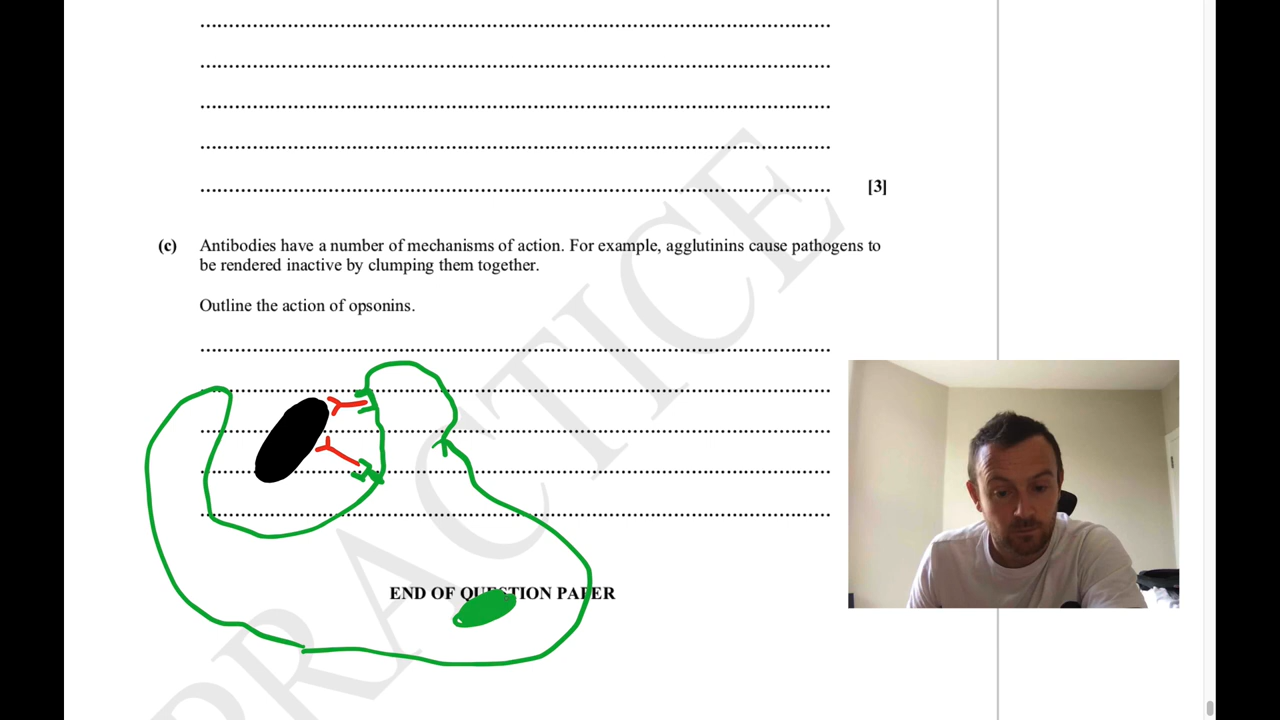 [3]
(c) Antibodies have a number of mechanisms of action. For example, agglutinins cause pathogens to
be rendered inactive by clumping them together.
Outline the action of opsonins.
END OF QUESTION PAPER
PRACTICE